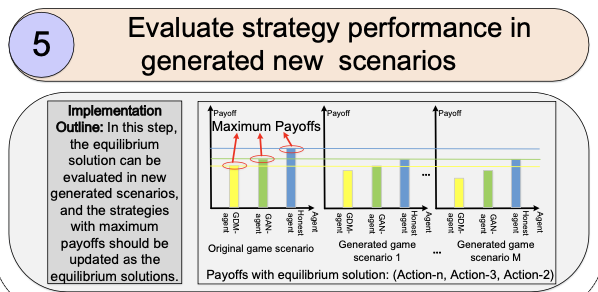 5
Evaluate strategy performance in
generated new scenarios
Implementation
Outline: In this step,
the equilibrium
solution can be
evaluated in new
generated scenarios,
and the strategies
with maximum
payoffs should be
updated as the
equilibrium solutions.
Payoff
Maximum Payoffs
GDM-
agent
GAN-
agent
Honest
agent
Agent
Original game scenario
Payoff
GDM-
agent
GAN-
agent
Honest
agent
Agent
Generated game
scenario 1
...
...
Payoff
GDM-
agent
GAN-
agent
Honest
agent
Agent
Generated game
scenario M
Payoffs with equilibrium solution: (Action-n, Action-3, Action-2)